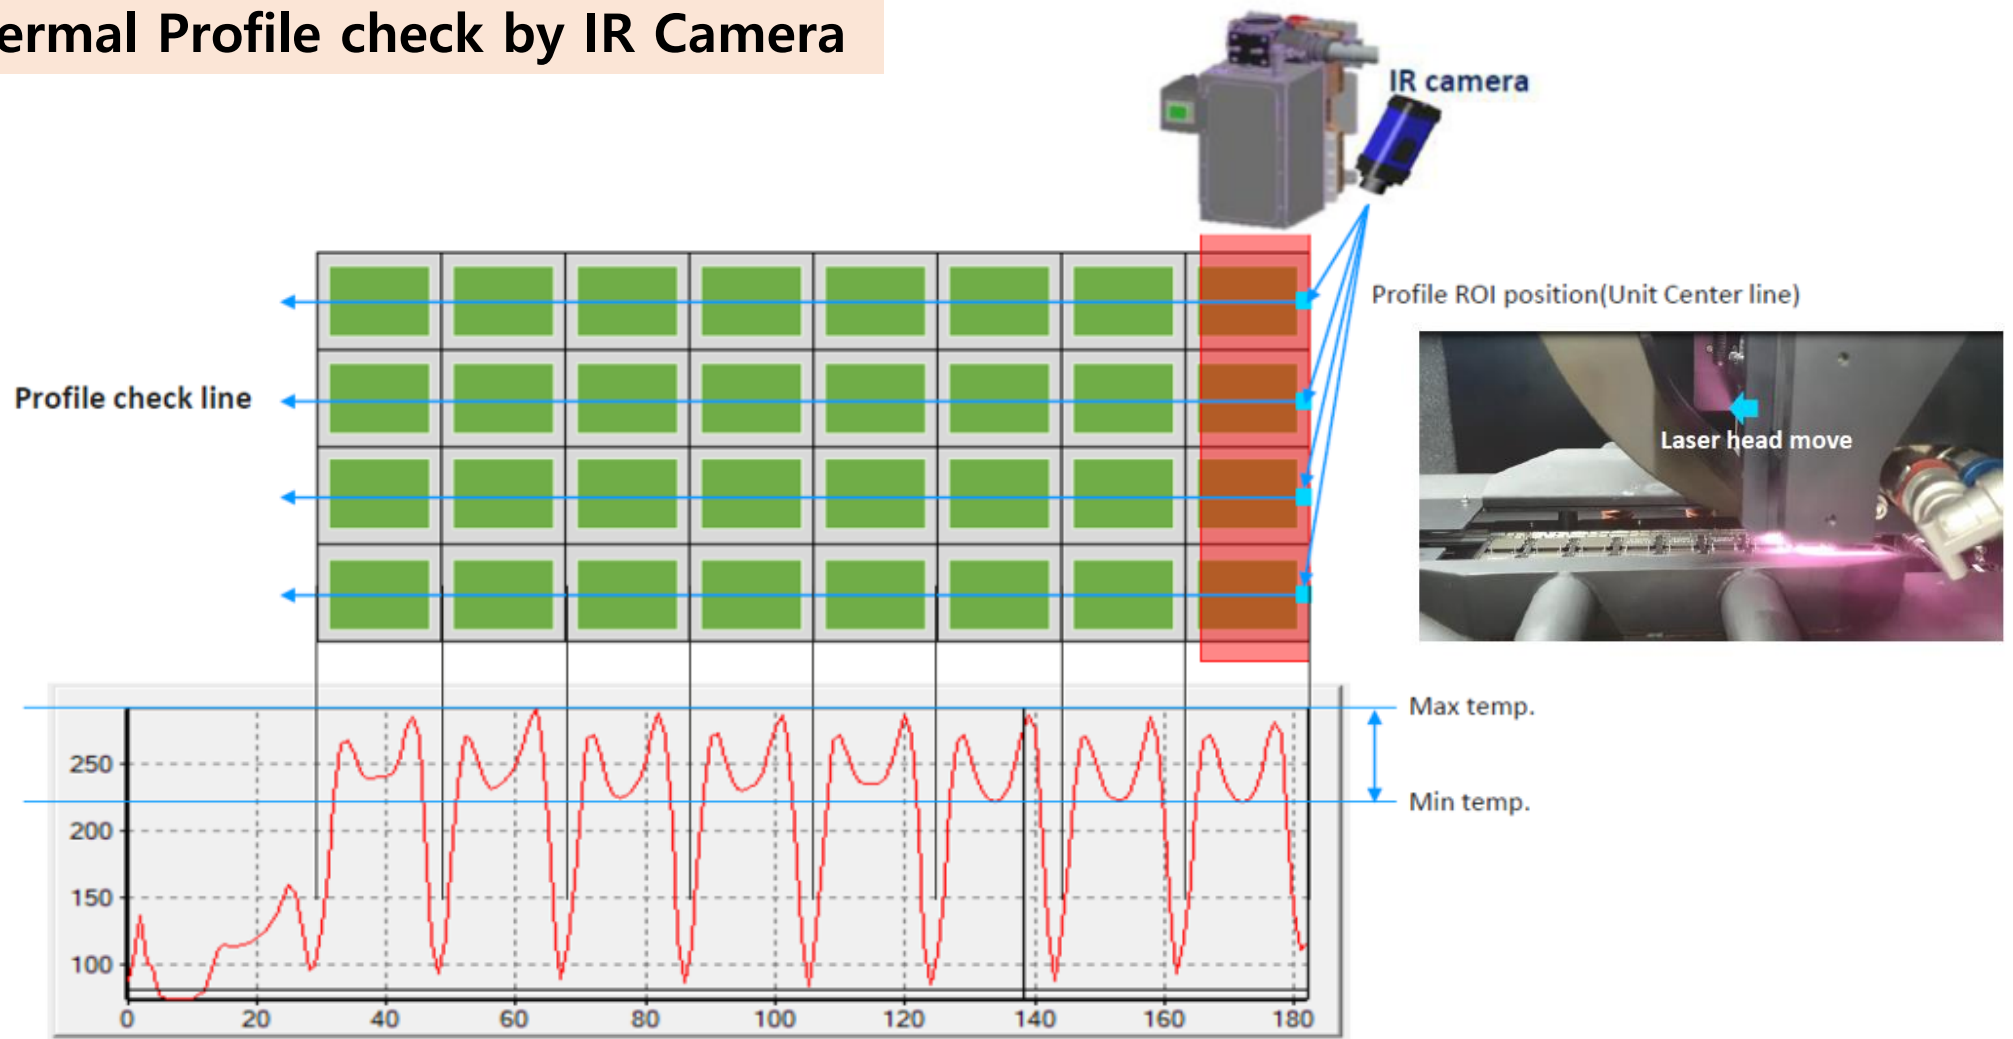 ermal Profile check by IR Camera
IR camera
Profile ROI position(Unit Center line)
Profile check line
Laser head move
Max temp.
Min temp.
250
200
150
100
0 20 40 60 80 100 120 140 160 180